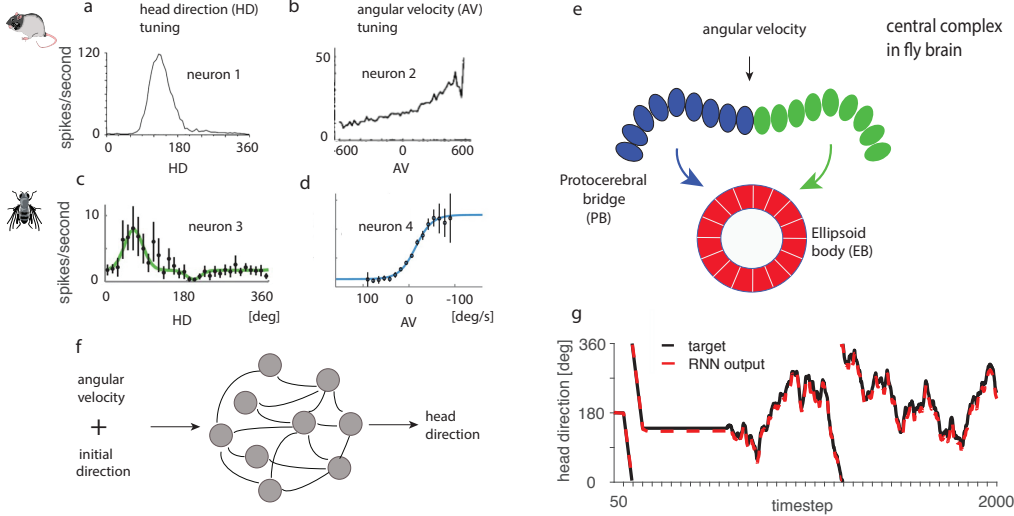 a
head direction (HD)
tuning
120
neuron 1
spikes/second
0
0
180
360
HD
b
angular velocity (AV)
tuning
50
neuron 2
0
-600
0
600
AV
c
10
neuron 3
spikes/second
0
0
180
360
HD
[deg]
d
neuron 4
100
0
-100
AV
[deg/s]
e
angular velocity
central complex
in fly brain
Protocerebral
bridge (PB)
Ellipsoid
body (EB)
f
angular
velocity
+
initial
direction
head
direction
g
360
target
RNN output
head direction [deg]
180
0
50
timestep
2000